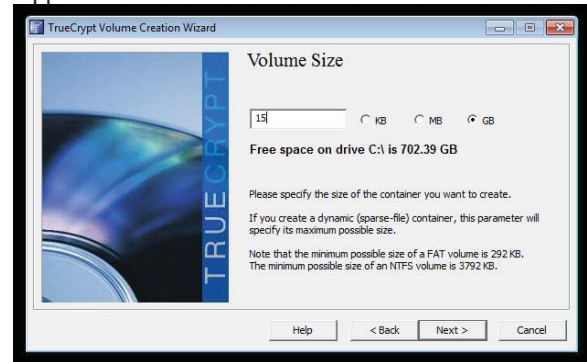 TrueCrypt Volume Creation Wizard
TRUECRYPT
Volume Size
15 KB MB GB
Free space on drive C:\ is 702.39 GB
Please specify the size of the container you want to create.
If you create a dynamic (sparse-file) container, this parameter will
specify its maximum possible size.
Note that the minimum possible size of a FAT volume is 292 KB.
The minimum possible size of an NTFS volume is 3792 KB.
Help < Back Next > Cancel